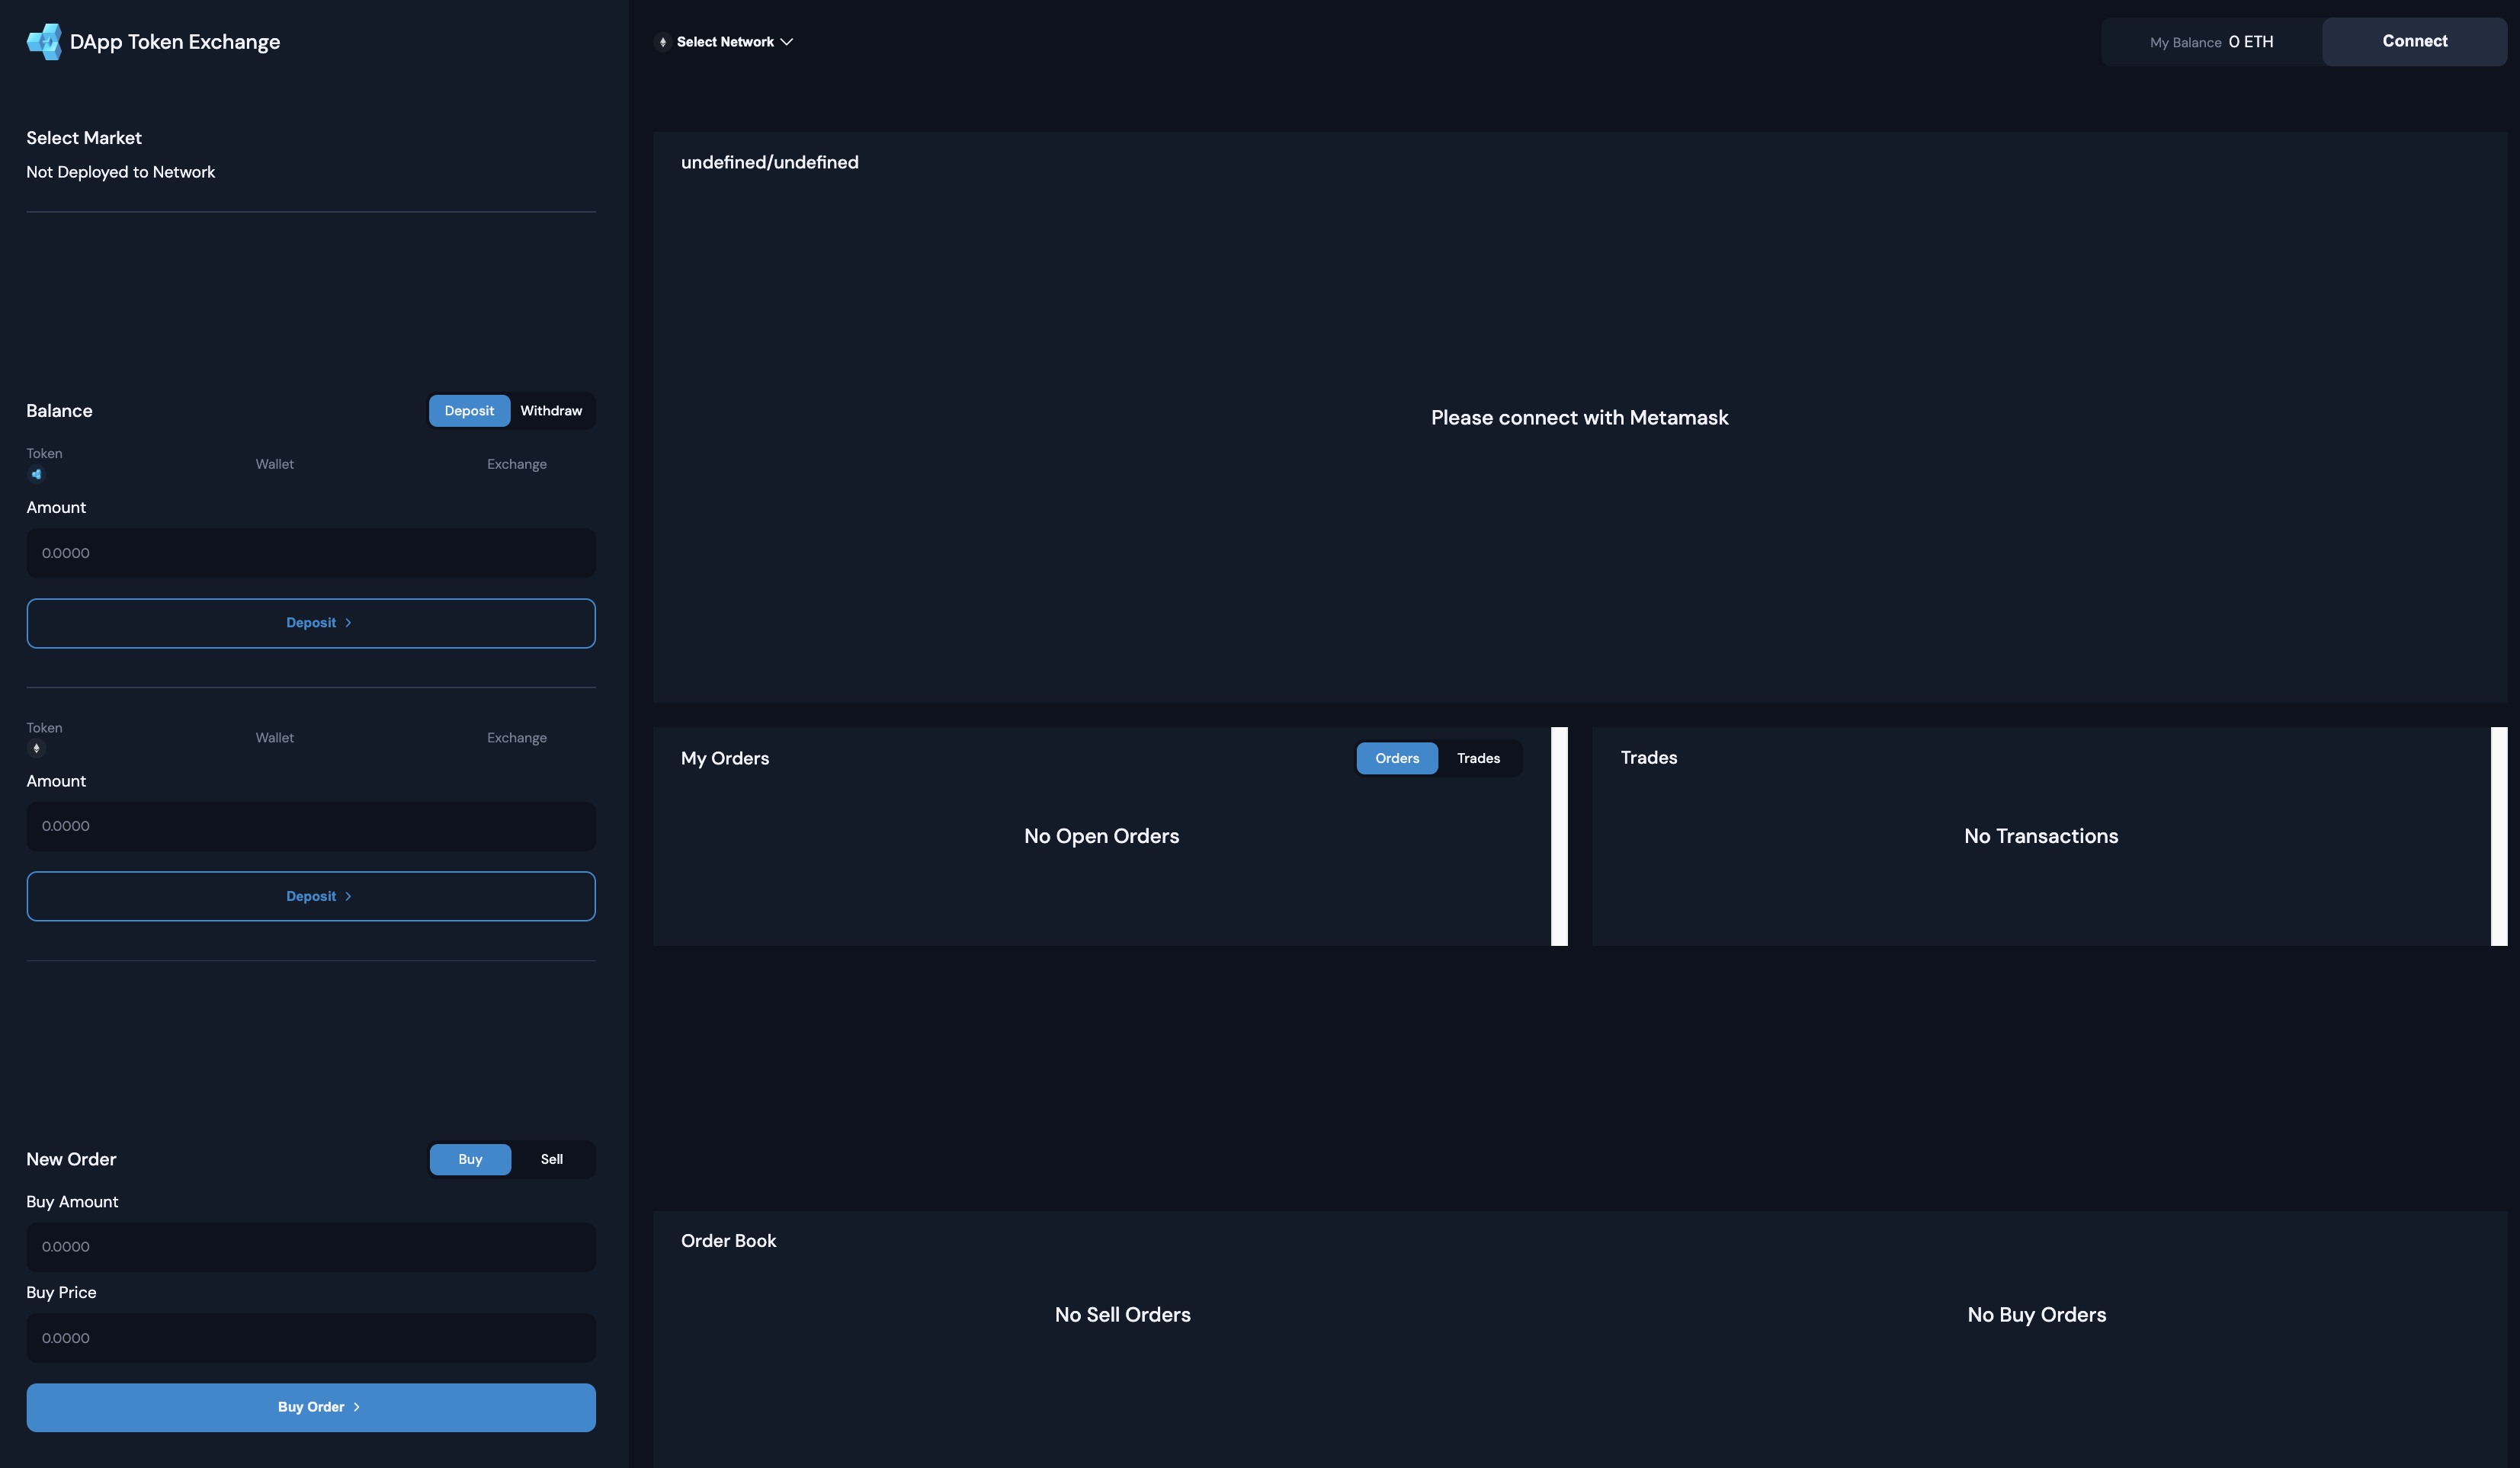 DApp Token Exchange
Select Market
Not Deployed to Network
Balance
Deposit Withdraw
Token
Wallet Exchange
Amount
0.0000
Deposit >
Token
Wallet Exchange
Amount
0.0000
Deposit >
New Order
Buy Sell
Buy Amount
0.0000
Buy Price
0.0000
Buy Order >
Select Network
My Balance 0 ETH
Connect
undefined/undefined
Please connect with Metamask
My Orders
Orders Trades
No Open Orders
Trades
No Transactions
Order Book
No Sell Orders
No Buy Orders